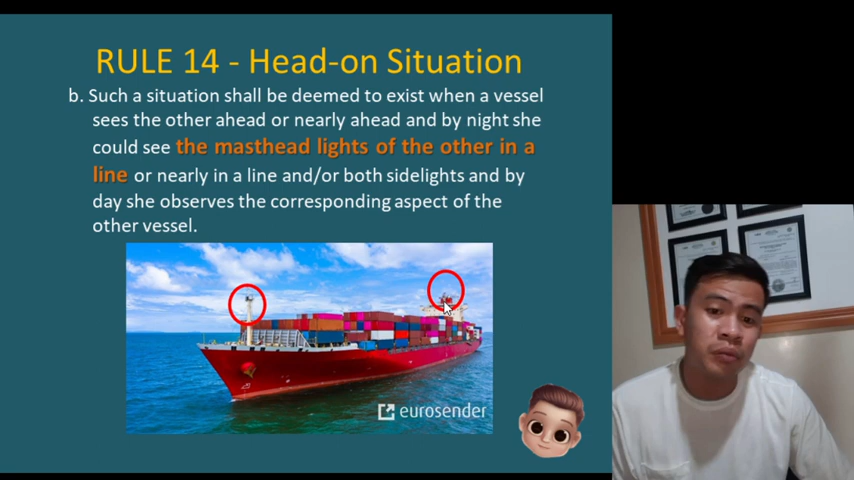 RULE 14 - Head-on Situation
b. Such a situation shall be deemed to exist when a vessel
sees the other ahead or nearly ahead and by night she
could see the masthead lights of the other in a
line or nearly in a line and/or both sidelights and by
day she observes the corresponding aspect of the
other vessel.
eurosender